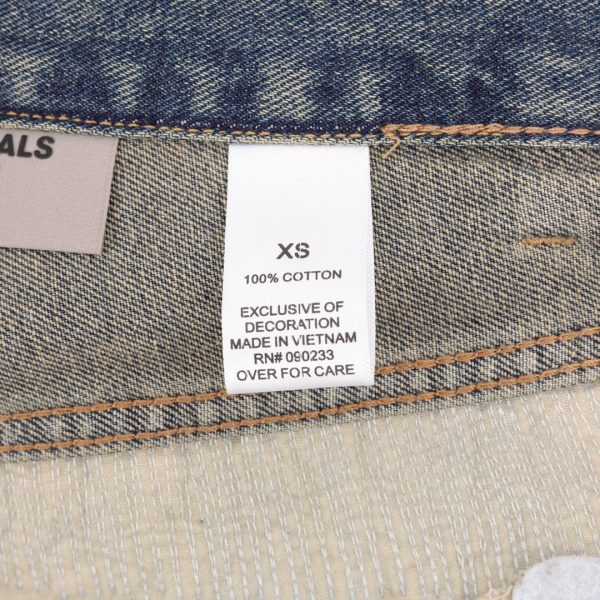 ALS
XS
100% COTTON
EXCLUSIVE OF
DECORATION
MADE IN VIETNAM
RN# 090233
OVER FOR CARE